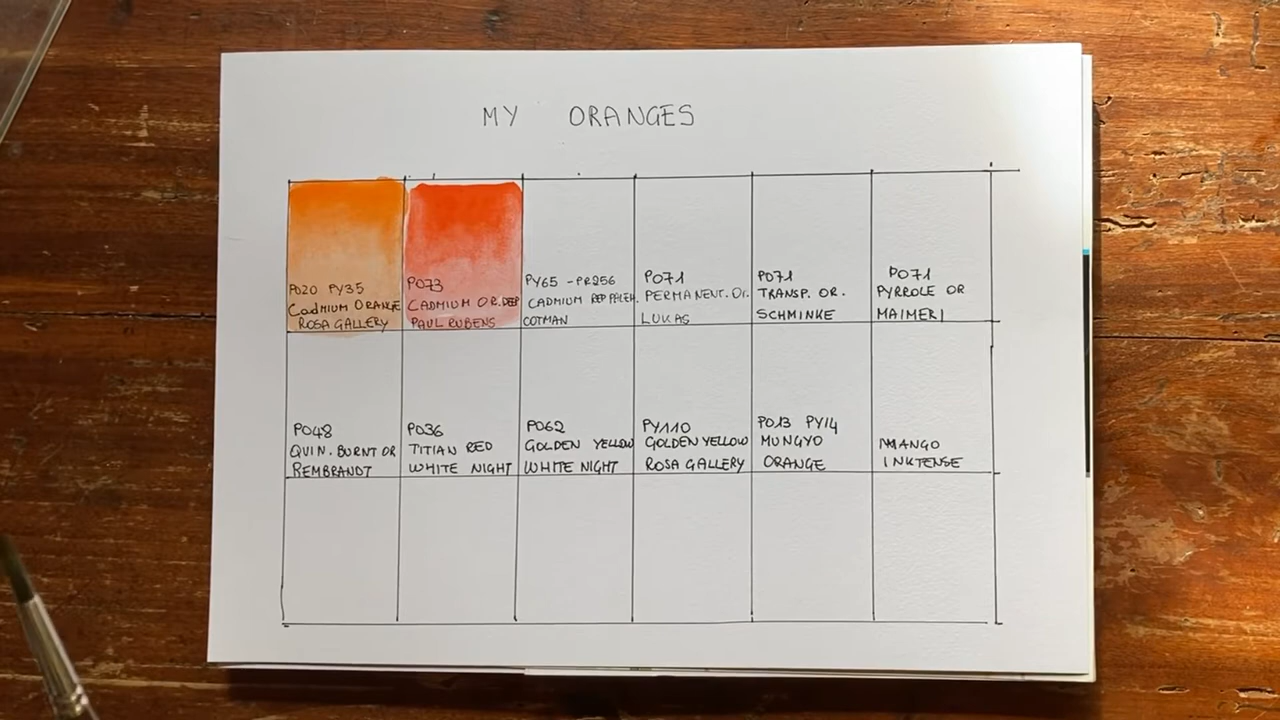 MY ORANGES
PO20 PY35
CADMIUM ORANGE
ROSA GALLERY
PO73
CADMIUM OR. DEEP
PAUL RUBENS
PY65 - PR256
CADMIUM RED
COTMAN
PO71
PERMANENT. OR.
LUKAS
PO71
TRANSP. OR.
SCHMINKE
PO71
PYRROLE OR
MAIMERI
PO48
QUIN. BURNT OR
REMBRANDT
PO36
TITIAN RED
WHITE NIGHT
PO62
GOLDEN YELLOW
WHITE NIGHT
PY110
GOLDEN YELLOW
ROSA GALLERY
PO13 PY14
MUNGYO
ORANGE
MANGO
INKTENSE